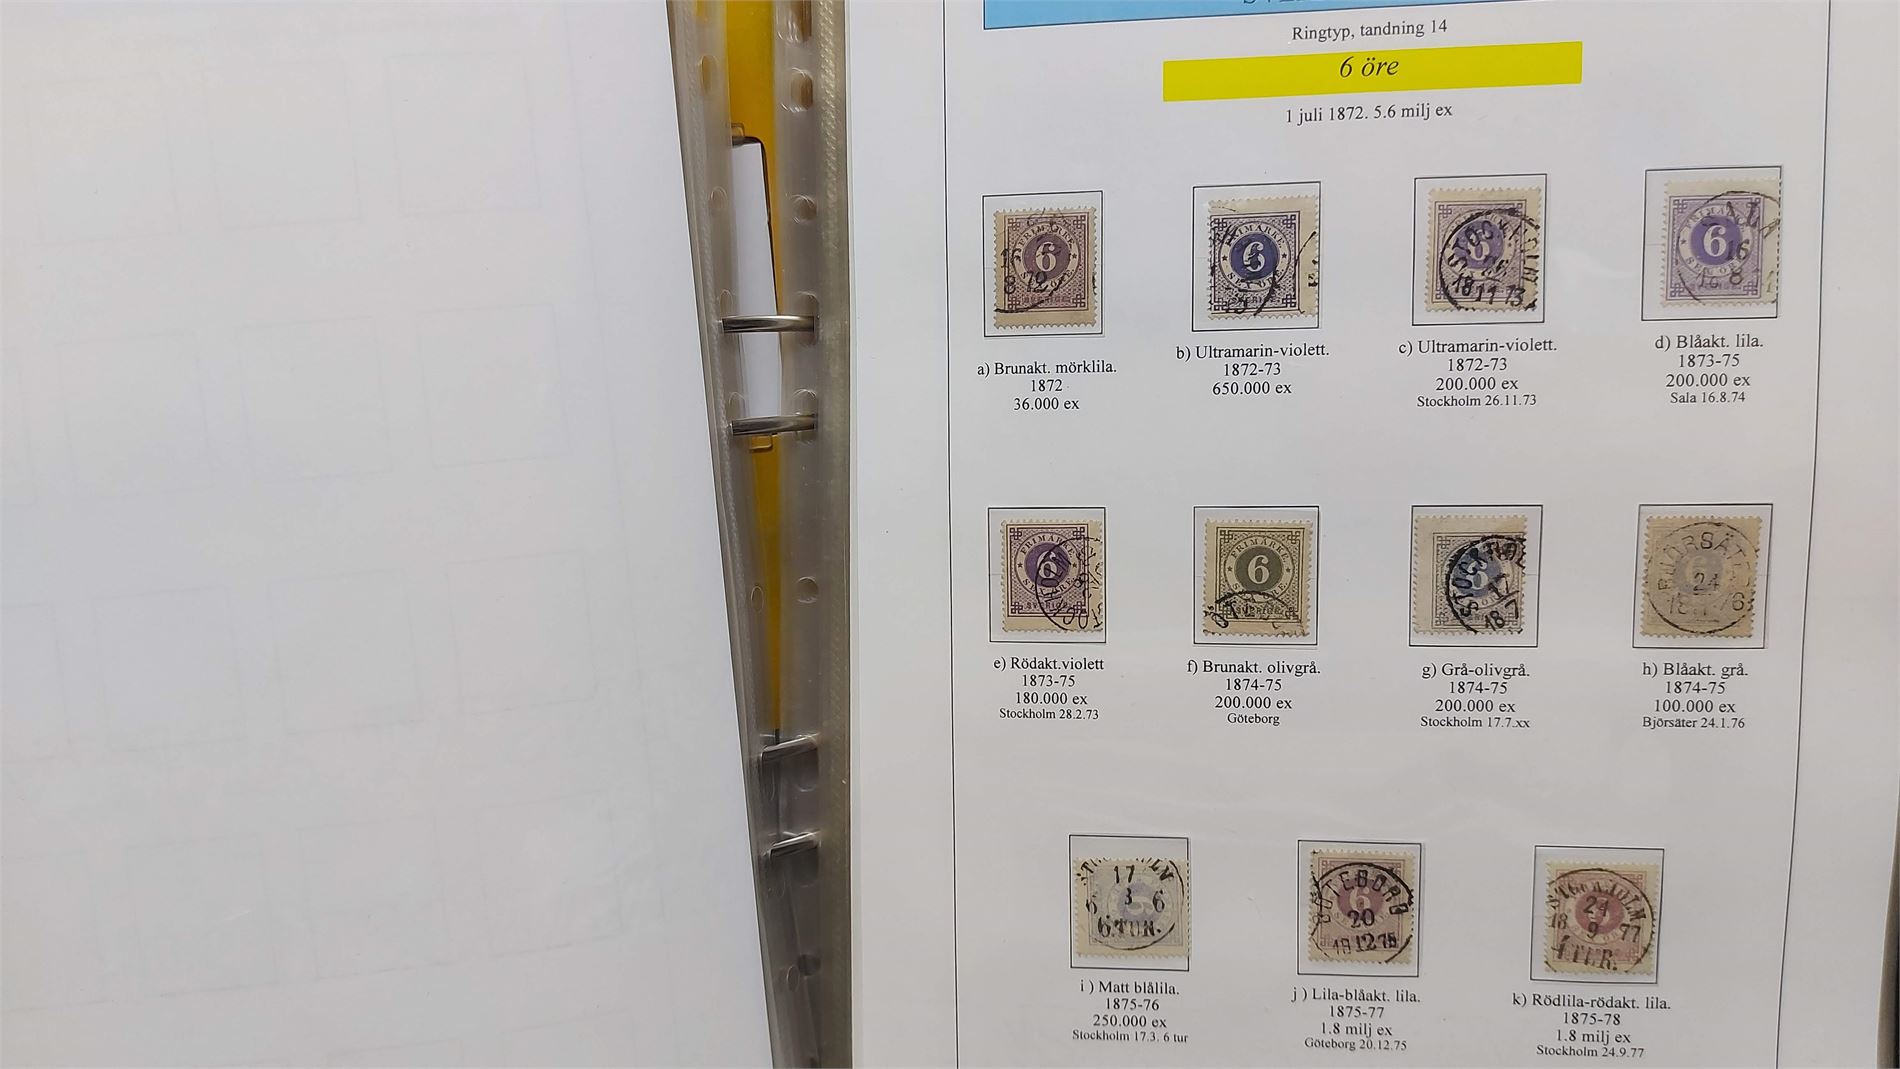 Ringtyp, tandning 14
6 öre
1 juli 1872. 5.6 milj ex
a) Brunakt. mörklila.
1872
36.000 ex
b) Ultramarin-violett.
1872-73
650.000 ex
c) Ultramarin-violett.
1872-73
200.000 ex
Stockholm 26.11.73
d) Blåakt. lila.
1873-75
200.000 ex
Sala 16.8.74
e) Rödakt.violett
1873-75
180.000 ex
Stockholm 28.2.73
f) Brunakt. olivgrå.
1874-75
200.000 ex
Göteborg
g) Grå-olivgrå.
1874-75
200.000 ex
Stockholm 17.7.xx
h) Blåakt. grå.
1874-75
100.000 ex
Björsäter 24.1.76
i ) Matt blålila.
1875-76
250.000 ex
Stockholm 17.3. 6 tur
j ) Lila-blåakt. lila.
1875-77
1.8 milj ex
Göteborg 20.12.75
k) Rödlila-rödakt. lila.
1875-78
1.8 milj ex
Stockholm 24.9.77